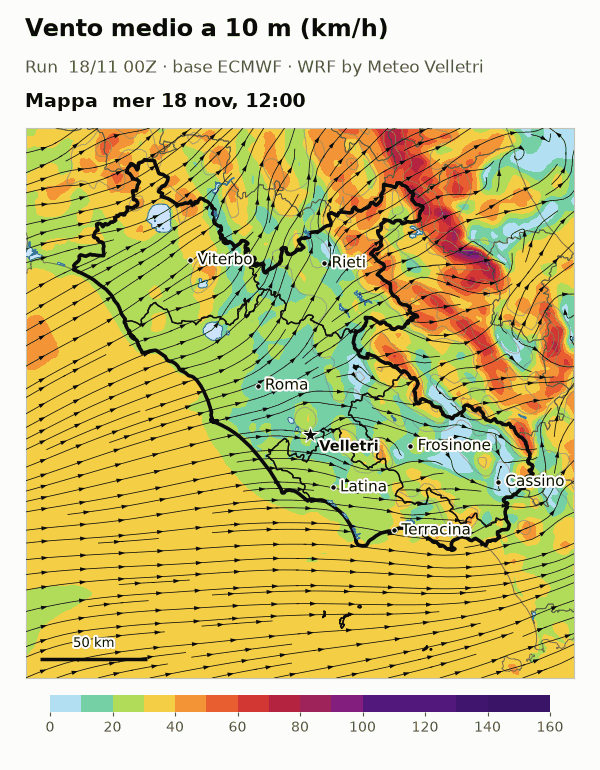 Vento medio a 10 m (km/h)
Run 18/11 00Z · base ECMWF · WRF by Meteo Velletri
Mappa mer 18 nov, 12:00
Viterbo
Rieti
Roma
Velletri
Frosinone
Cassino
Latina
Terracina
50 km
0 20 40 60 80 100 120 140 160